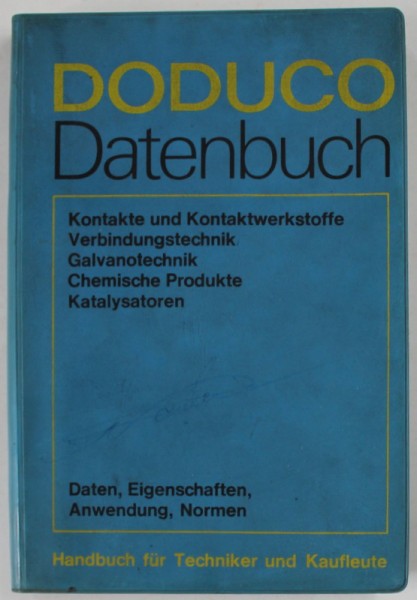 DODUCO
Datenbuch
Kontakte und Kontaktwerkstoffe
Verbindungstechnik
Galvanotechnik
Chemische Produkte
Katalysatoren
Daten, Eigenschaften,
Anwendung, Normen
Handbuch für Techniker und Kaufleute